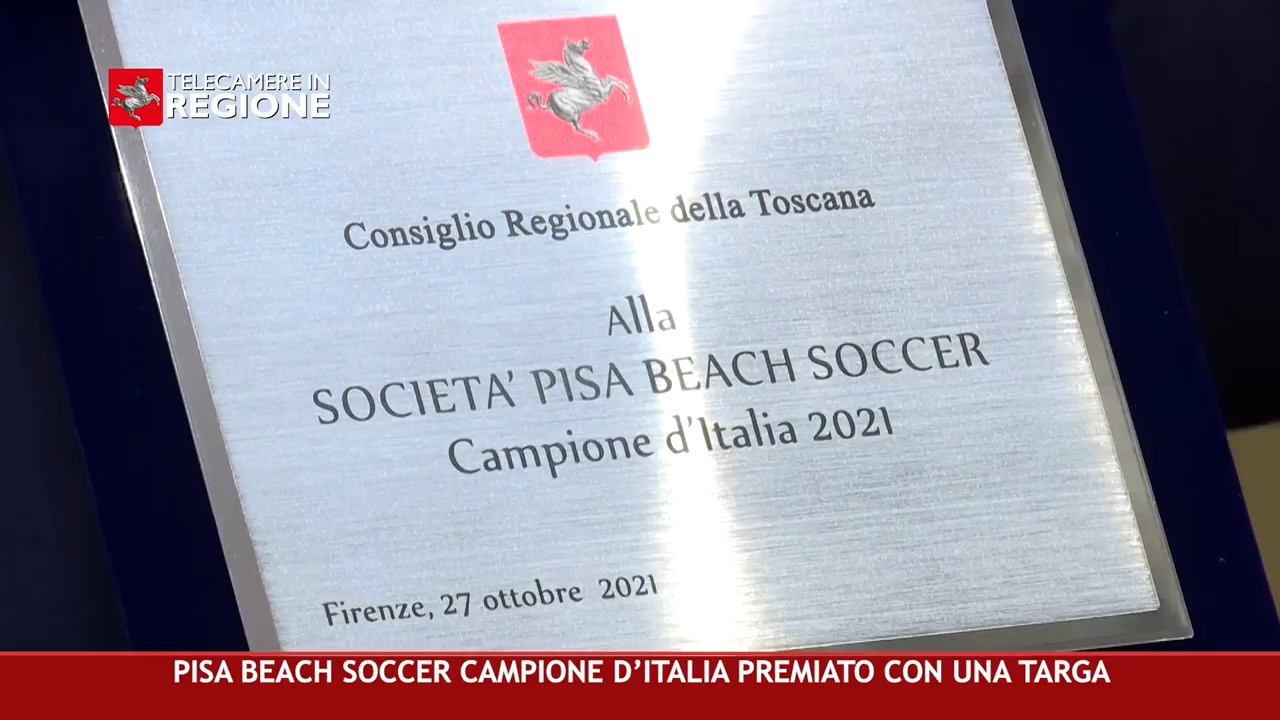 TELECAMERE IN
REGIONE
Consiglio Regionale della Toscana
Alla
SOCIETA' PISA BEACH SOCCER
Campione d'Italia 2021
Firenze, 27 ottobre 2021
PISA BEACH SOCCER CAMPIONE D'ITALIA PREMIATO CON UNA TARGA